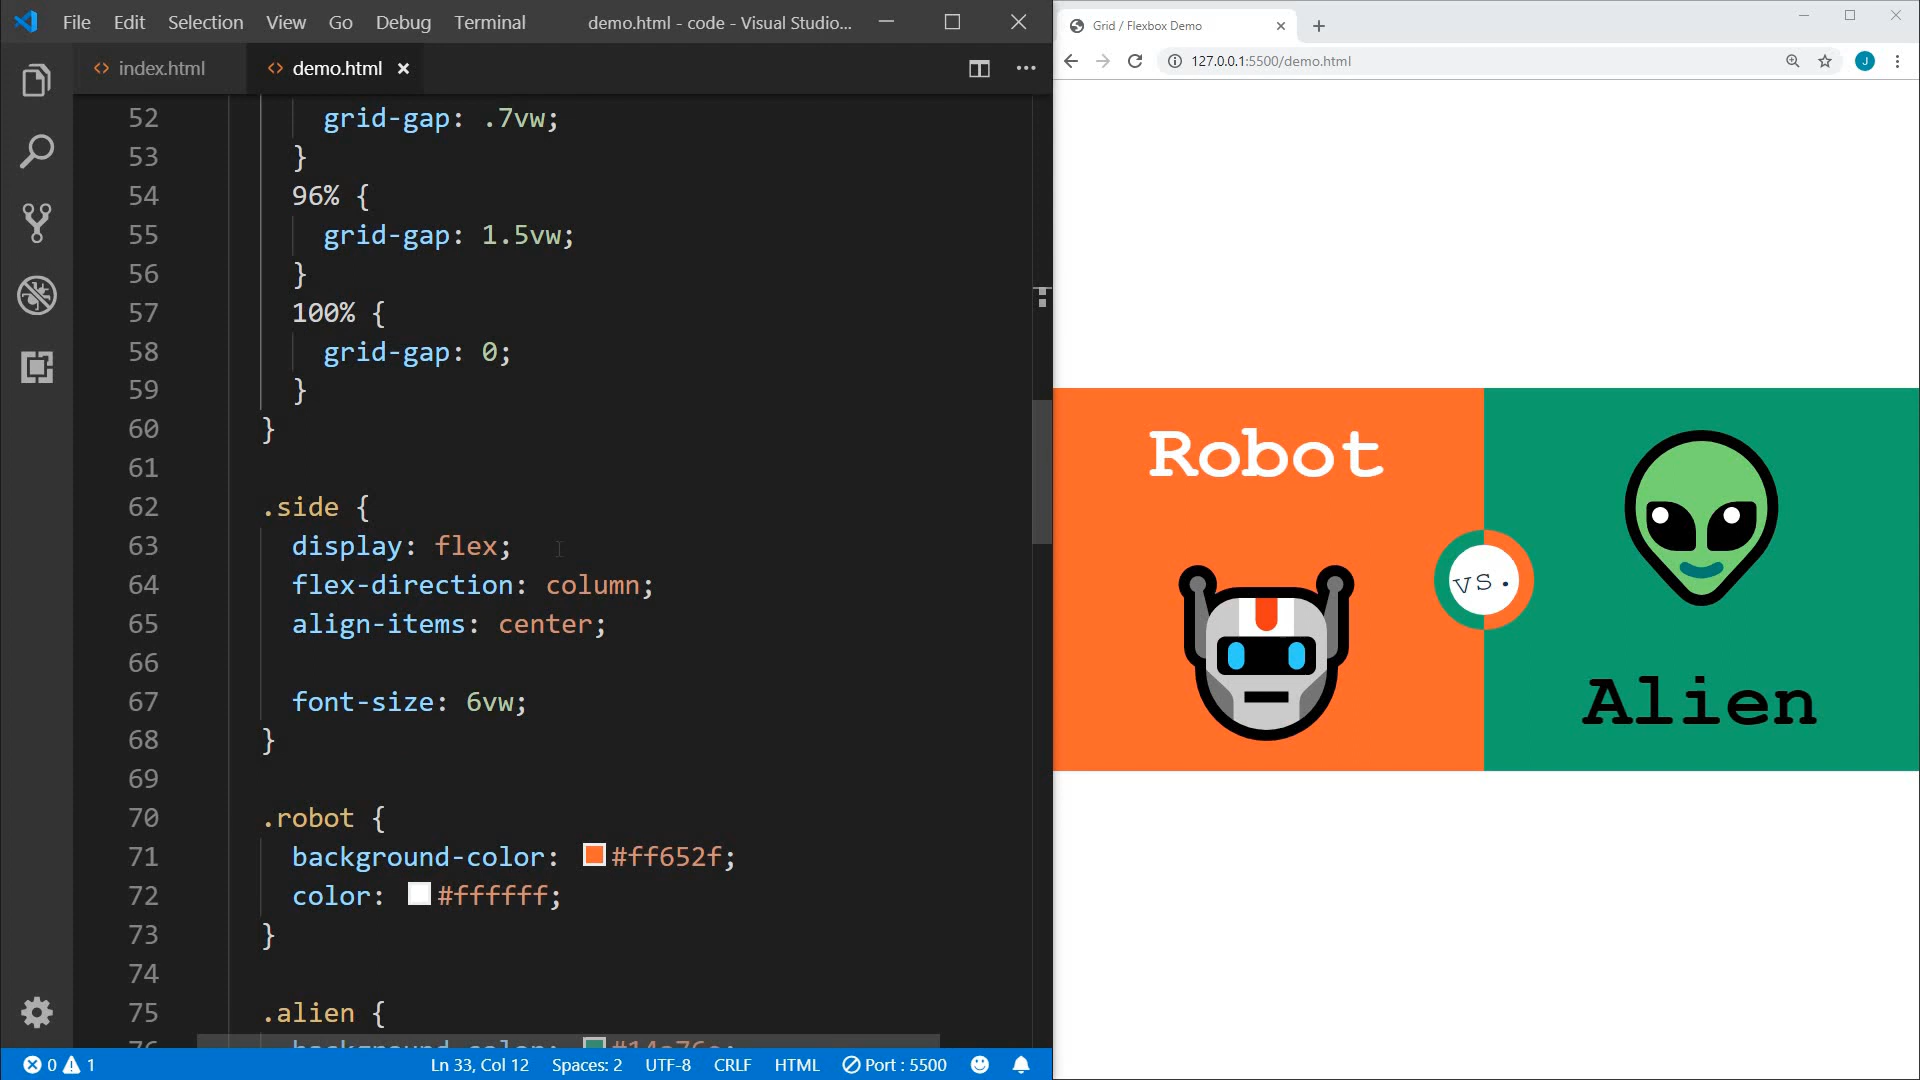 File Edit Selection View Go Debug Terminal demo.html - code - Visual Studio...
index.html
demo.html
52 grid-gap: .7vw;
53 }
54 96% {
55 grid-gap: 1.5vw;
56 }
57 100% {
58 grid-gap: 0;
59 }
60 }
61
62 .side {
63 display: flex;
64 flex-direction: column;
65 align-items: center;
66
67 font-size: 6vw;
68 }
69
70 .robot {
71 background-color: #ff652f;
72 color: #ffffff;
73 }
74
75 .alien {
0 1 Ln 33, Col 12 Spaces: 2 UTF-8 CRLF HTML Port : 5500
Grid / Flexbox Demo
127.0.0.1:5500/demo.html J
Robot
vs.
Alien